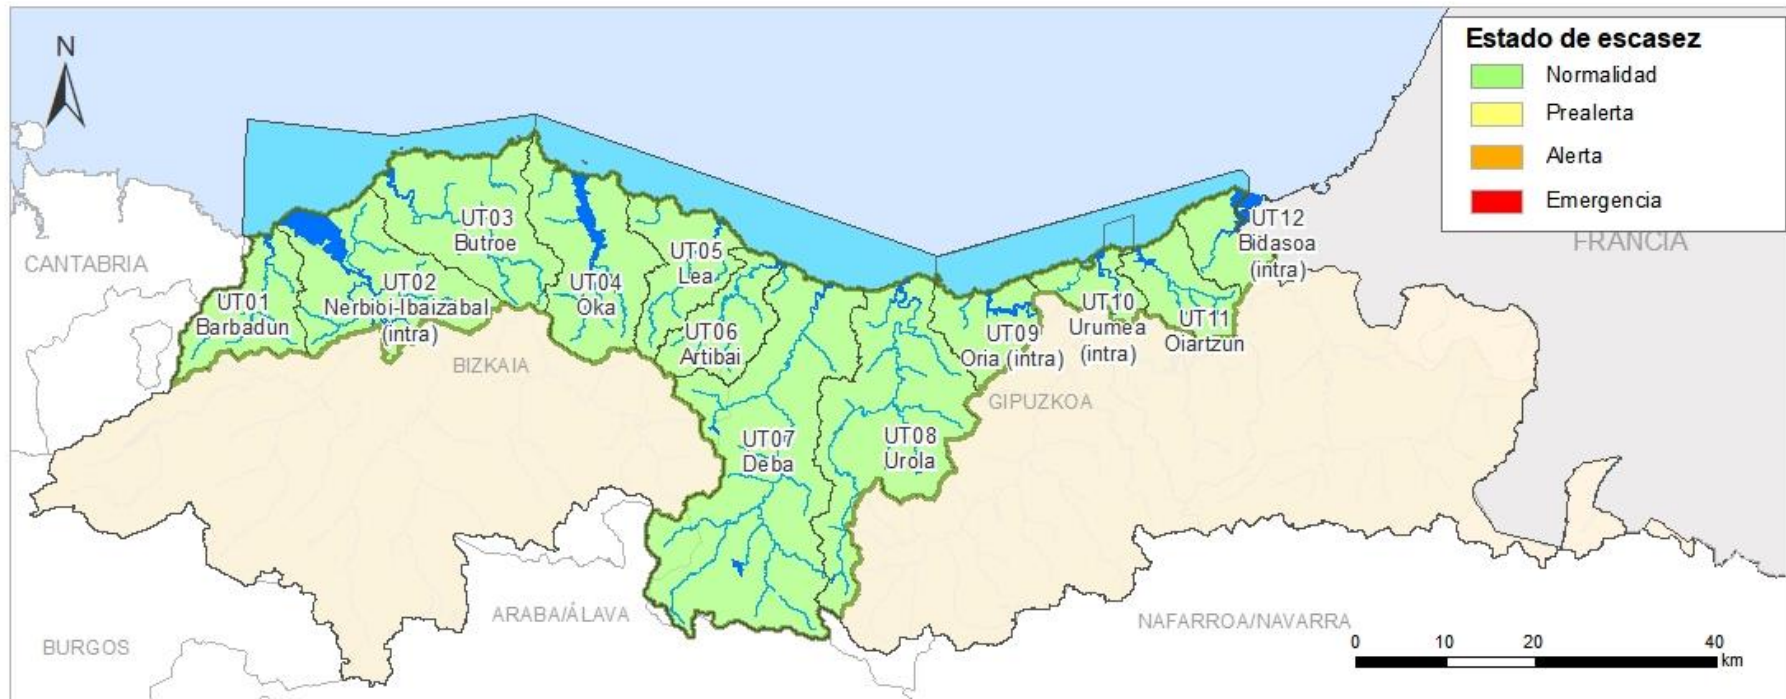 N
Estado de escasez
Normalidad
Prealerta
Alerta
Emergencia
CANTABRIA
UT01
Barbadun
UT02
Nerbioi-Ibaizabal
(intra)
UT03
Butroe
UT04
Oka
UT05
Lea
UT06
Artibai
UT07
Deba
UT08
Urola
UT09
Oria (intra)
UT10
Urumea
(intra)
UT11
Oiartzun
UT12
Bidasoa
(intra)
FRANCIA
BIZKAIA
GIPUZKOA
ARABA/ÁLAVA
NAFARROA/NAVARRA
BURGOS
0 10 20 40
km